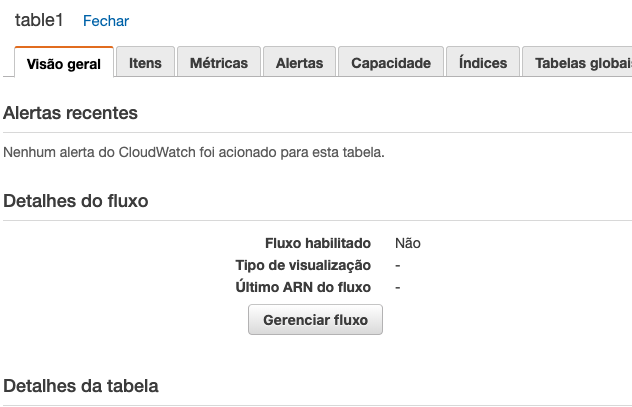 table1 Fechar
Visão geral Itens Métricas Alertas Capacidade Índices Tabelas globais
Alertas recentes
Nenhum alerta do CloudWatch foi acionado para esta tabela.
Detalhes do fluxo
Fluxo habilitado Não
Tipo de visualização -
Último ARN do fluxo -
Gerenciar fluxo
Detalhes da tabela